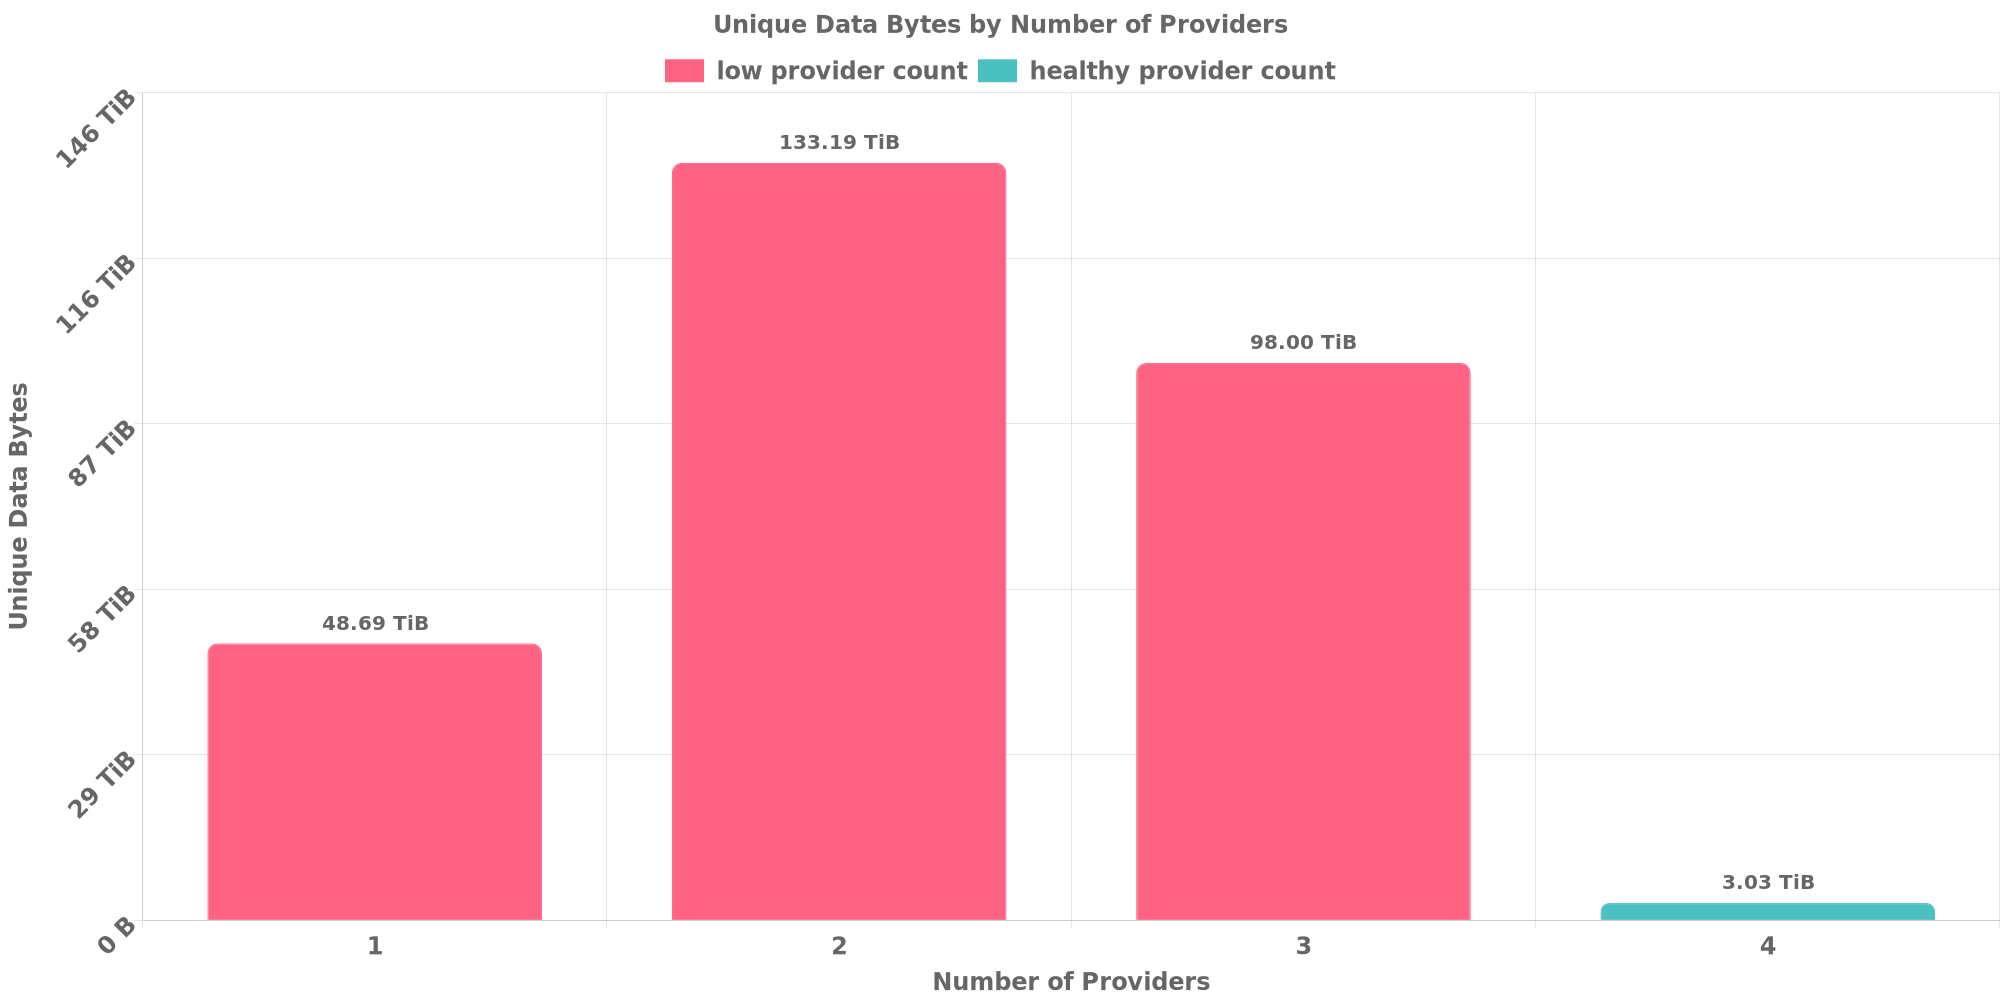 Unique Data Bytes by Number of Providers
low provider count healthy provider count
146 TiB
116 TiB
87 TiB
58 TiB
29 TiB
0 B
Unique Data Bytes
48.69 TiB
133.19 TiB
98.00 TiB
3.03 TiB
1 2 3 4
Number of Providers